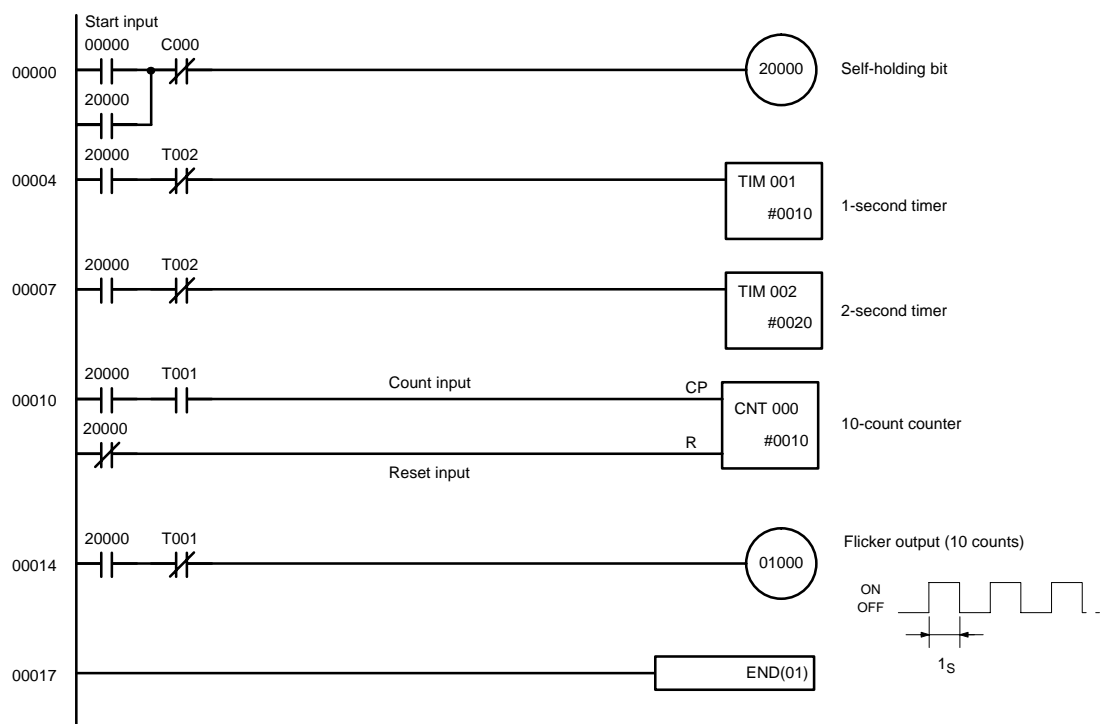 Start input
00000 C000
00000
20000
Self-holding bit
20000
20000 T002
00004
TIM 001
#0010
1-second timer
20000 T002
00007
TIM 002
#0020
2-second timer
20000 T001
00010
Count input
CP
CNT 000
#0010
10-count counter
20000
R
Reset input
20000 T001
00014
01000
Flicker output (10 counts)
ON
OFF
1S
00017
END(01)